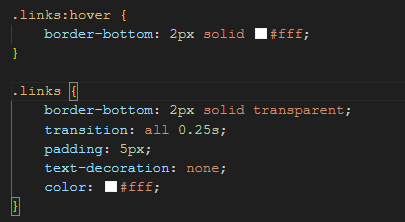 .links:hover {
border-bottom: 2px solid #fff;
}
.links {
border-bottom: 2px solid transparent;
transition: all 0.25s;
padding: 5px;
text-decoration: none;
color: #fff;
}